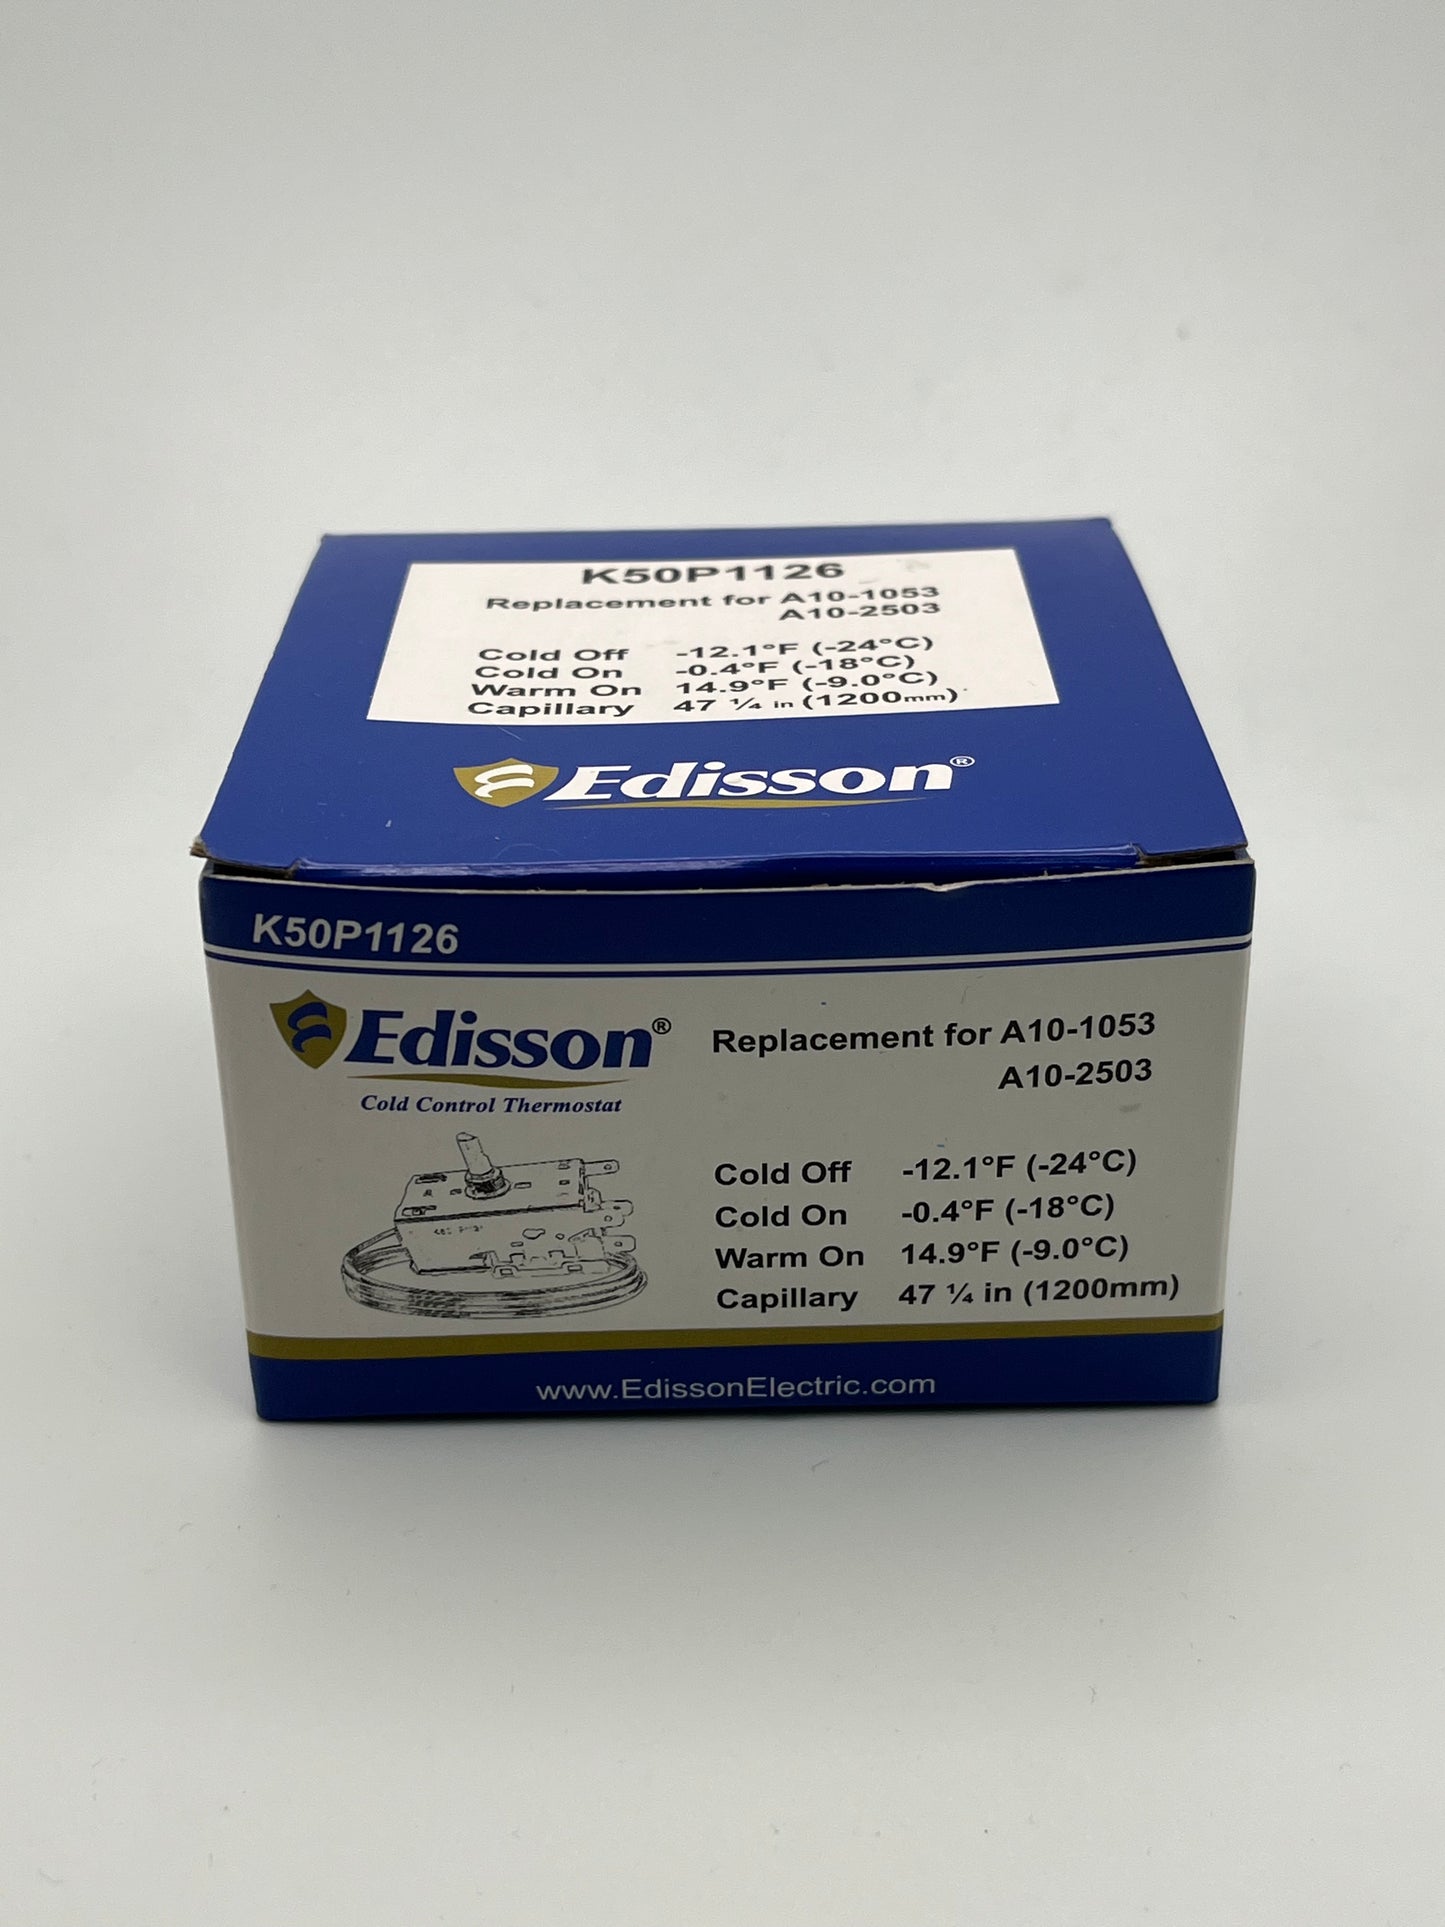 K50P1126
Replacement for A10-1053
A10-2503
Cold Off -12.1°F (-24°C)
Cold On -0.4°F (-18°C)
Warm On 14.9°F (-9.0°C)
Capillary 47 ¼ in (1200mm)
Edisson®
K50P1126
Edisson®
Cold Control Thermostat
Replacement for A10-1053
A10-2503
Cold Off -12.1°F (-24°C)
Cold On -0.4°F (-18°C)
Warm On 14.9°F (-9.0°C)
Capillary 47 ¼ in (1200mm)
www.EdissonElectric.com